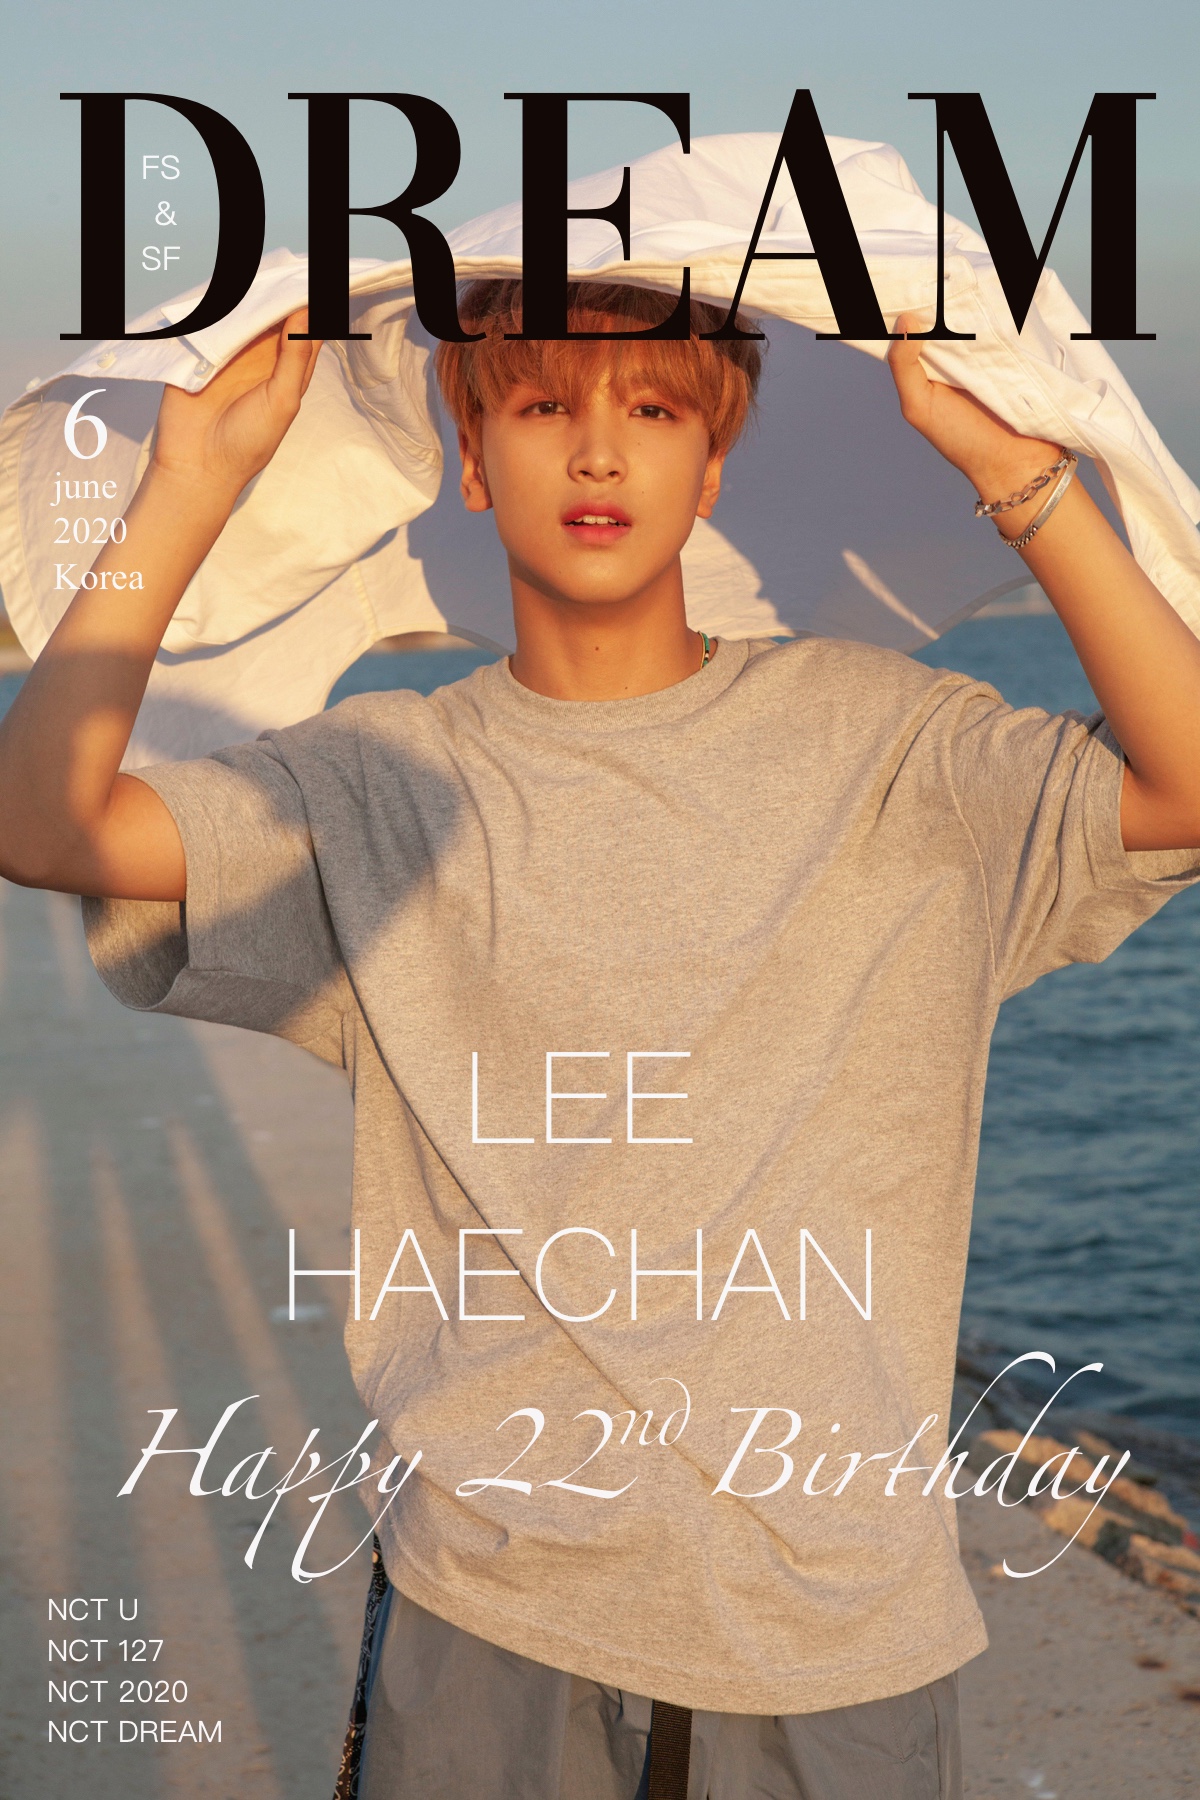 DREAM
FS
&
SF
6
june
2020
Korea
LEE
HAECHAN
Happy 22nd Birthday
NCT U
NCT 127
NCT 2020
NCT DREAM